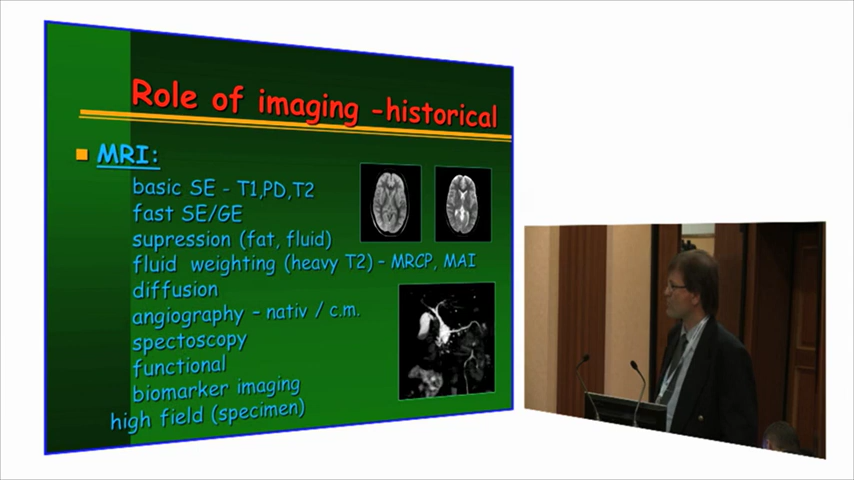 Role of imaging -historical
MRI:
basic SE - T1,PD,T2
fast SE/GE
supression (fat, fluid)
fluid weighting (heavy T2) - MRCP, MAI
diffusion
angiography - nativ / c.m.
spectoscopy
functional
biomarker imaging
high field (specimen)